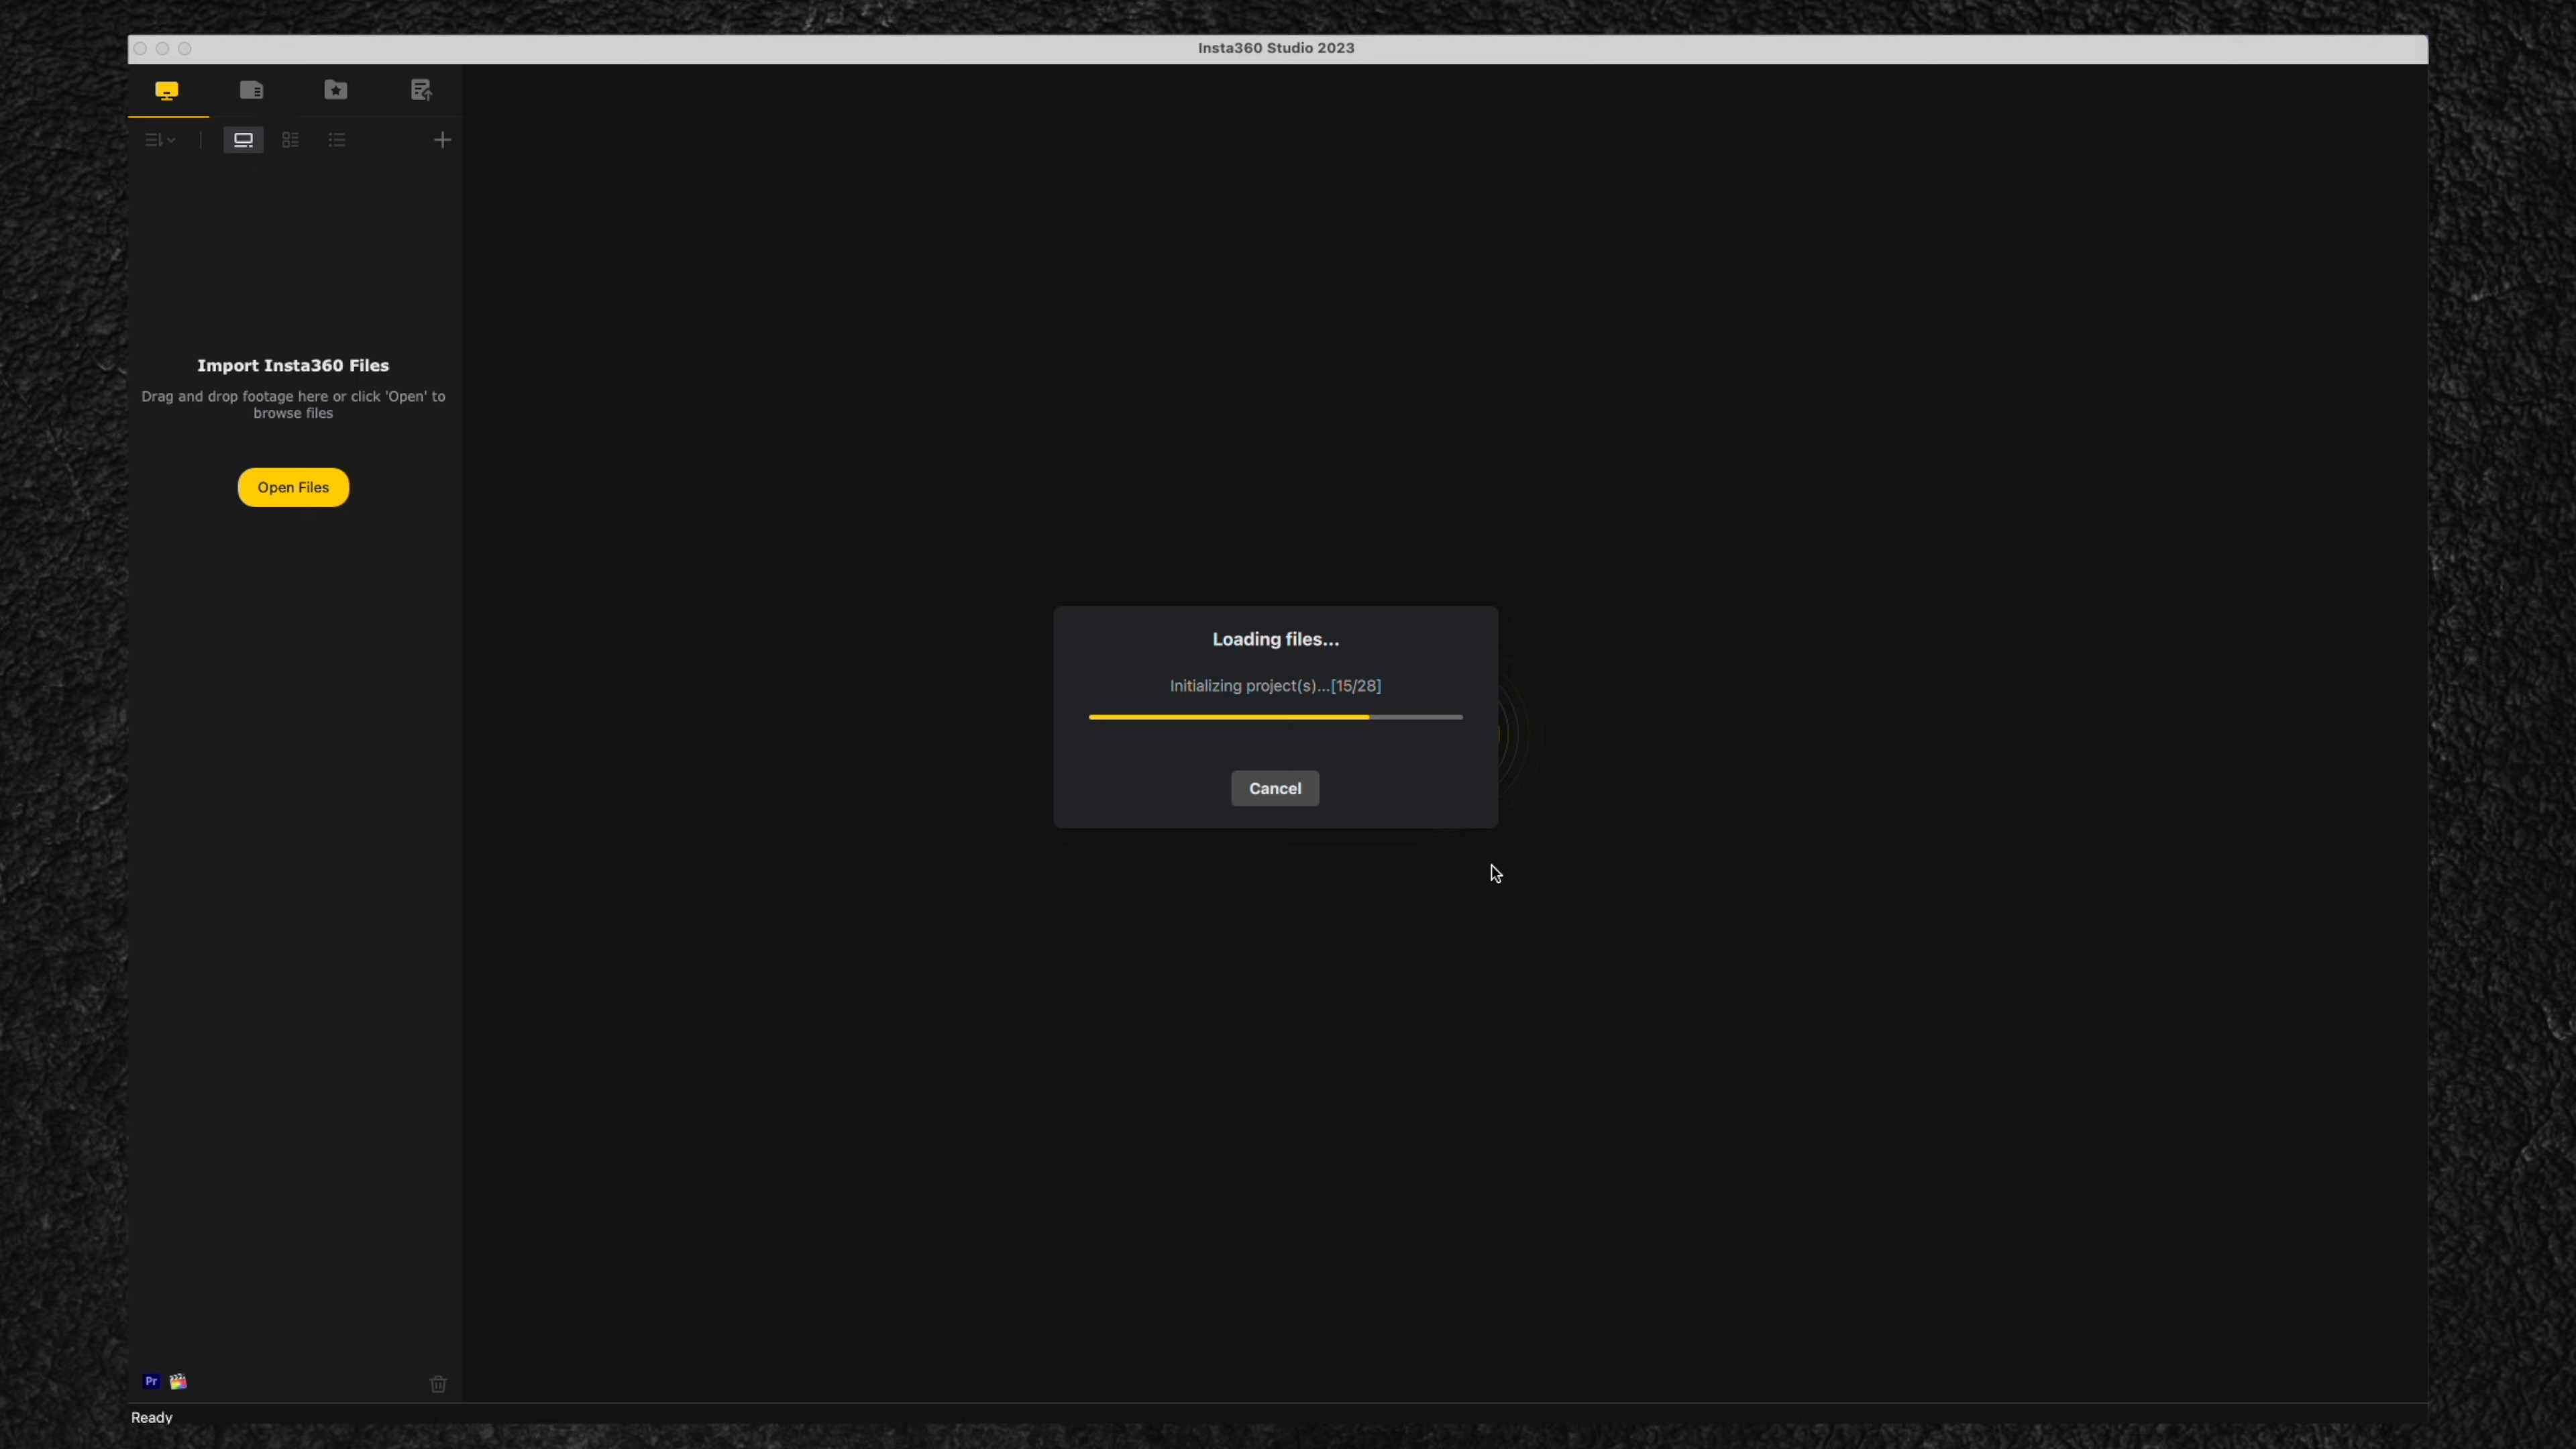 Insta360 Studio 2023
Import Insta360 Files
Drag and drop footage here or click 'Open' to
browse files
Open Files
Loading files...
Initializing project(s)...[15/28]
Cancel
Pr
Ready